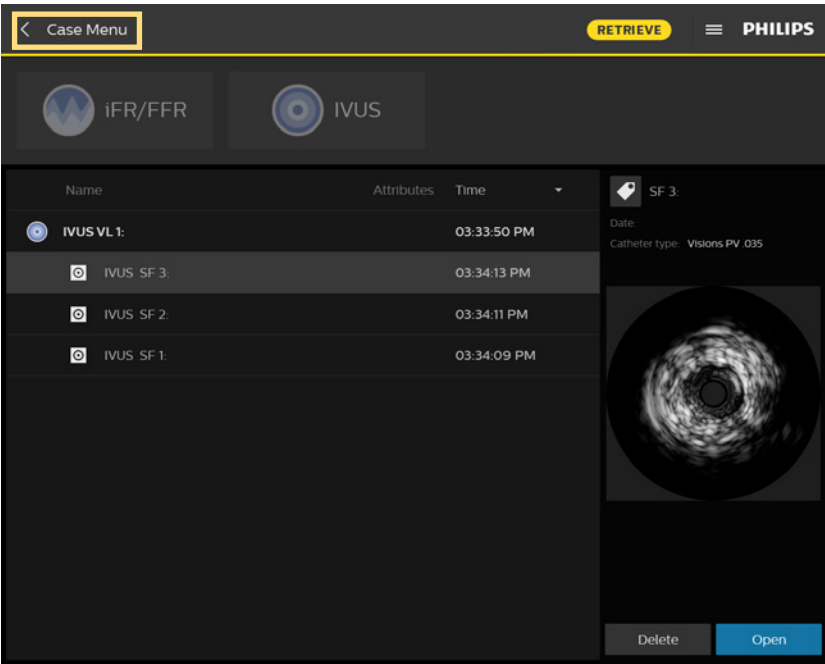 Case Menu
RETRIEVE
PHILIPS
iFR/FFR
IVUS
Name Attributes Time
IVUS VL 1: 03:33:50 PM
IVUS SF 3: 03:34:13 PM
IVUS SF 2: 03:34:11 PM
IVUS SF 1: 03:34:09 PM
SF 3:
Date:
Catheter type: Visions PV .035
Delete
Open